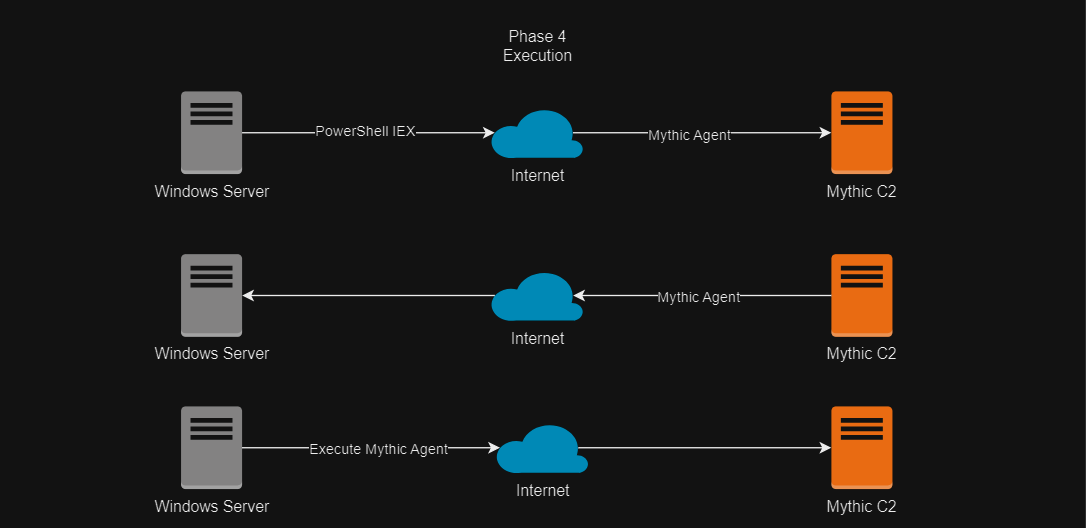 Phase 4
Execution
PowerShell IEX
Mythic Agent
Windows Server
Internet
Mythic C2
Mythic Agent
Windows Server
Internet
Mythic C2
Execute Mythic Agent
Windows Server
Internet
Mythic C2